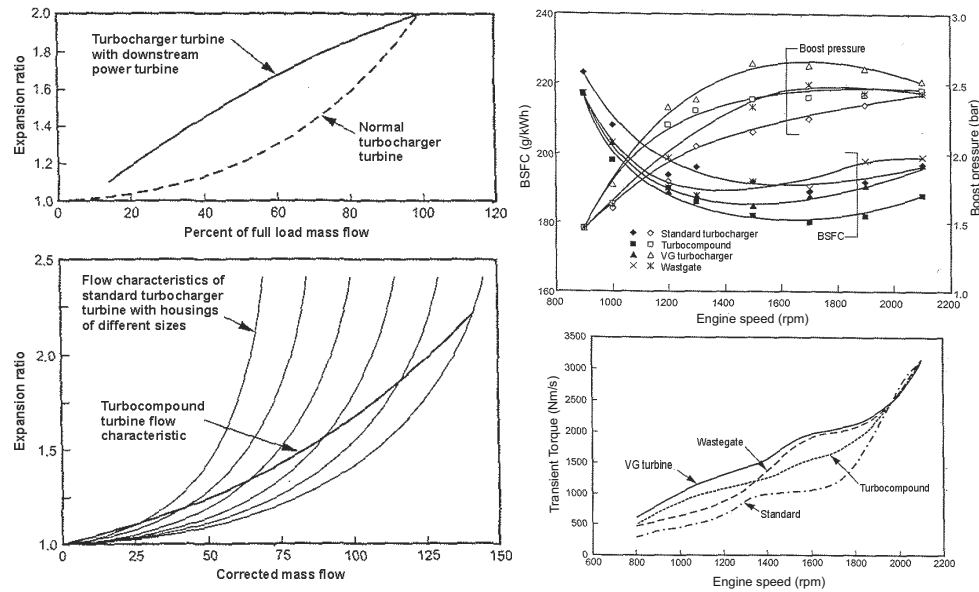 2.0
1.8
1.6
1.4
1.2
1.0
Expansion ratio
Turbocharger turbine
with downstream
power turbine
Normal
turbocharger
turbine
0 20 40 60 80 100 120
Percent of full load mass flow
240
220
200
180
160
BSFC (g/kWh)
3.0
2.5
2.0
1.5
1.0
Boost pressure (bar)
Boost pressure
Standard turbocharger
Turbocompound
VG turbocharger
Wastgate
BSFC
800 1000 1200 1400 1600 1800 2000 2200
Engine speed (rpm)
2.5
2.0
1.5
1.0
Expansion ratio
Flow characteristics of
standard turbocharger
turbine with housings
of different sizes
Turbocompound
turbine flow
characteristic
0 25 50 75 100 125 150
Corrected mass flow
3500
3000
2500
2000
1500
1000
500
0
Transient Torque (Nm/s)
Wastegate
VG turbine
Turbocompound
Standard
600 800 1000 1200 1400 1600 1800 2000 2200
Engine speed (rpm)